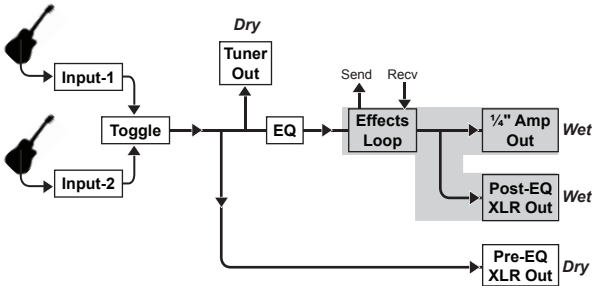 Dry
Tuner
Out
Send Recv
Input-1
Toggle
EQ
Effects
Loop
¼" Amp
Out
Wet
Input-2
Post-EQ
XLR Out
Wet
Pre-EQ
XLR Out
Dry